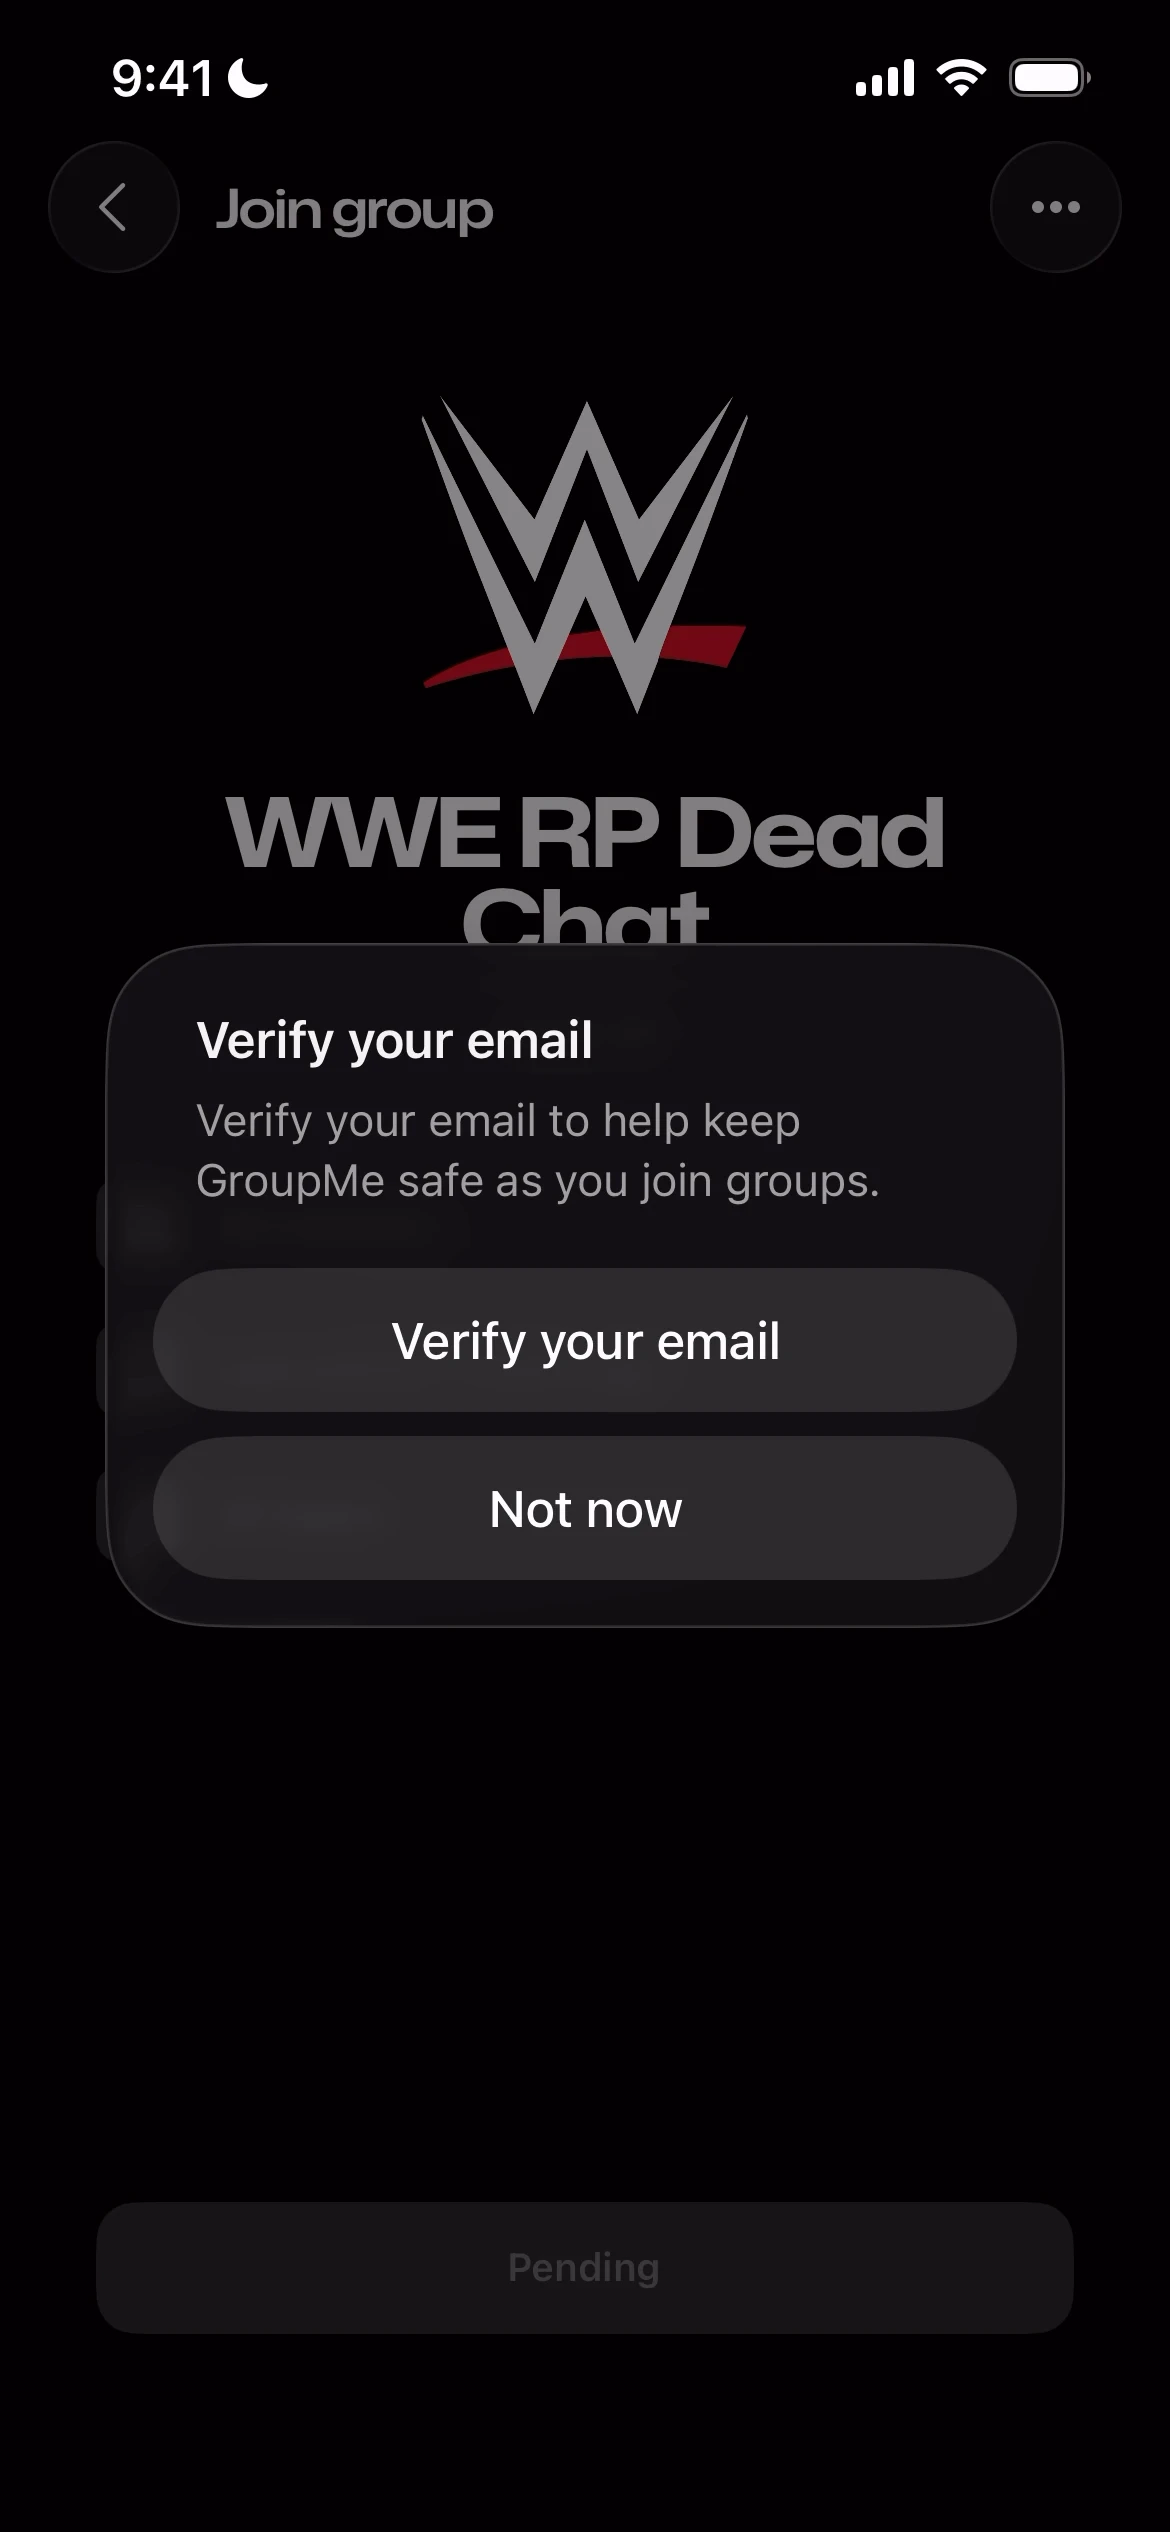 9:41
Join group
WWE RP Dead
Chat
Verify your email
Verify your email to help keep
GroupMe safe as you join groups.
Verify your email
Not now
Pending